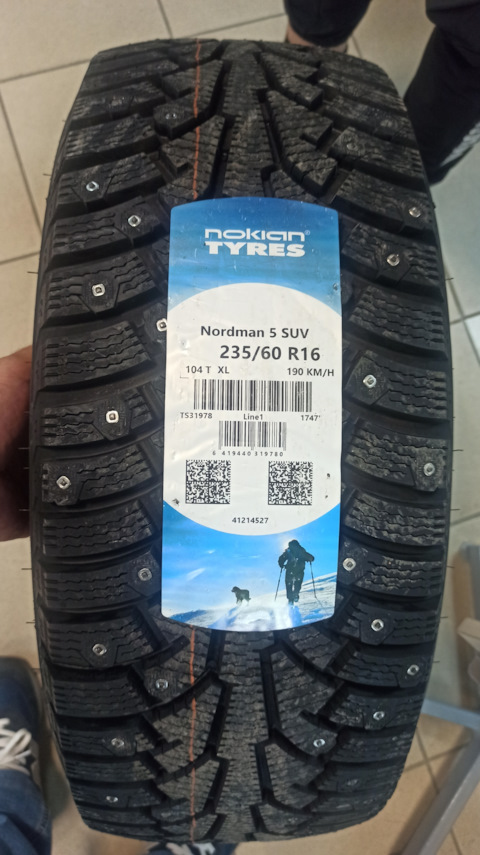 nokian®
TYRES
Nordman 5 SUV
235/60 R16
104 T XL 190 KM/H
TS31978 Line1 1747'
6 419440 319780
41214527